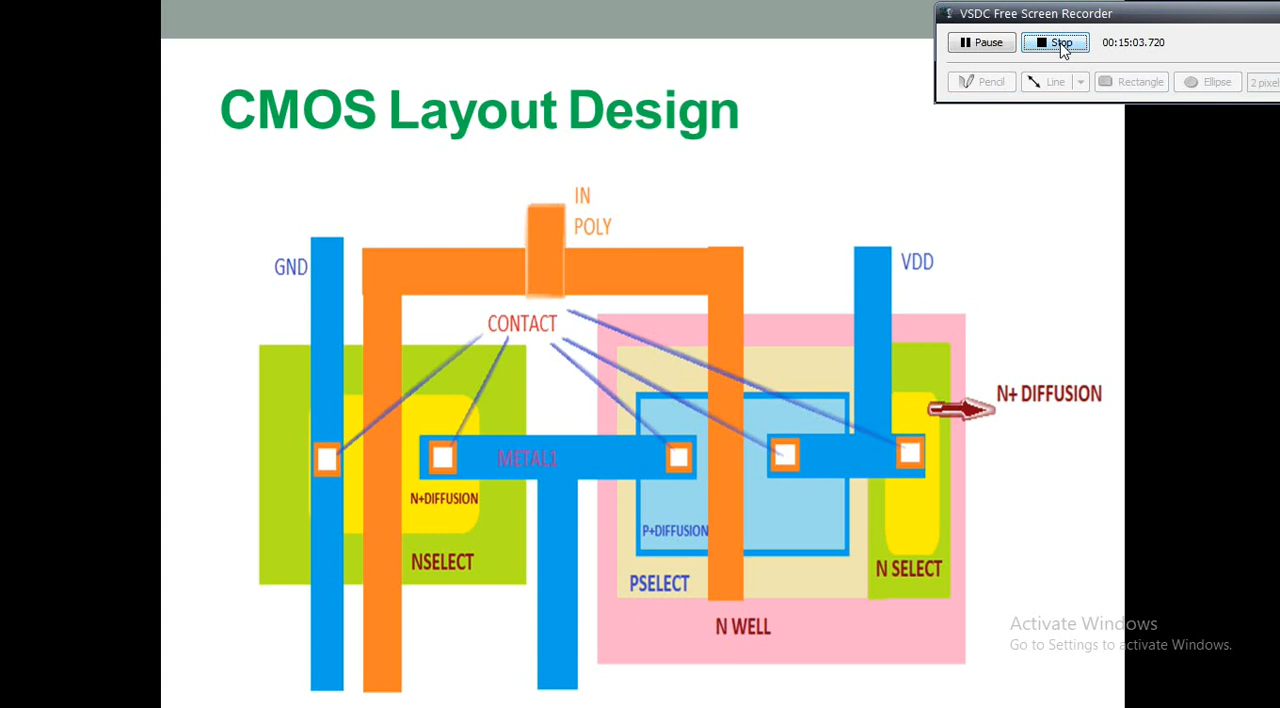 VSDC Free Screen Recorder
Pause
Stop
00:15:03.720
Pencil
Line
Rectangle
Ellipse
2 pixel
CMOS Layout Design
IN
POLY
GND
VDD
CONTACT
N+ DIFFUSION
METAL1
N+DIFFUSION
P+DIFFUSION
NSELECT
PSELECT
N SELECT
N WELL
Activate Windows
Go to Settings to activate Windows.